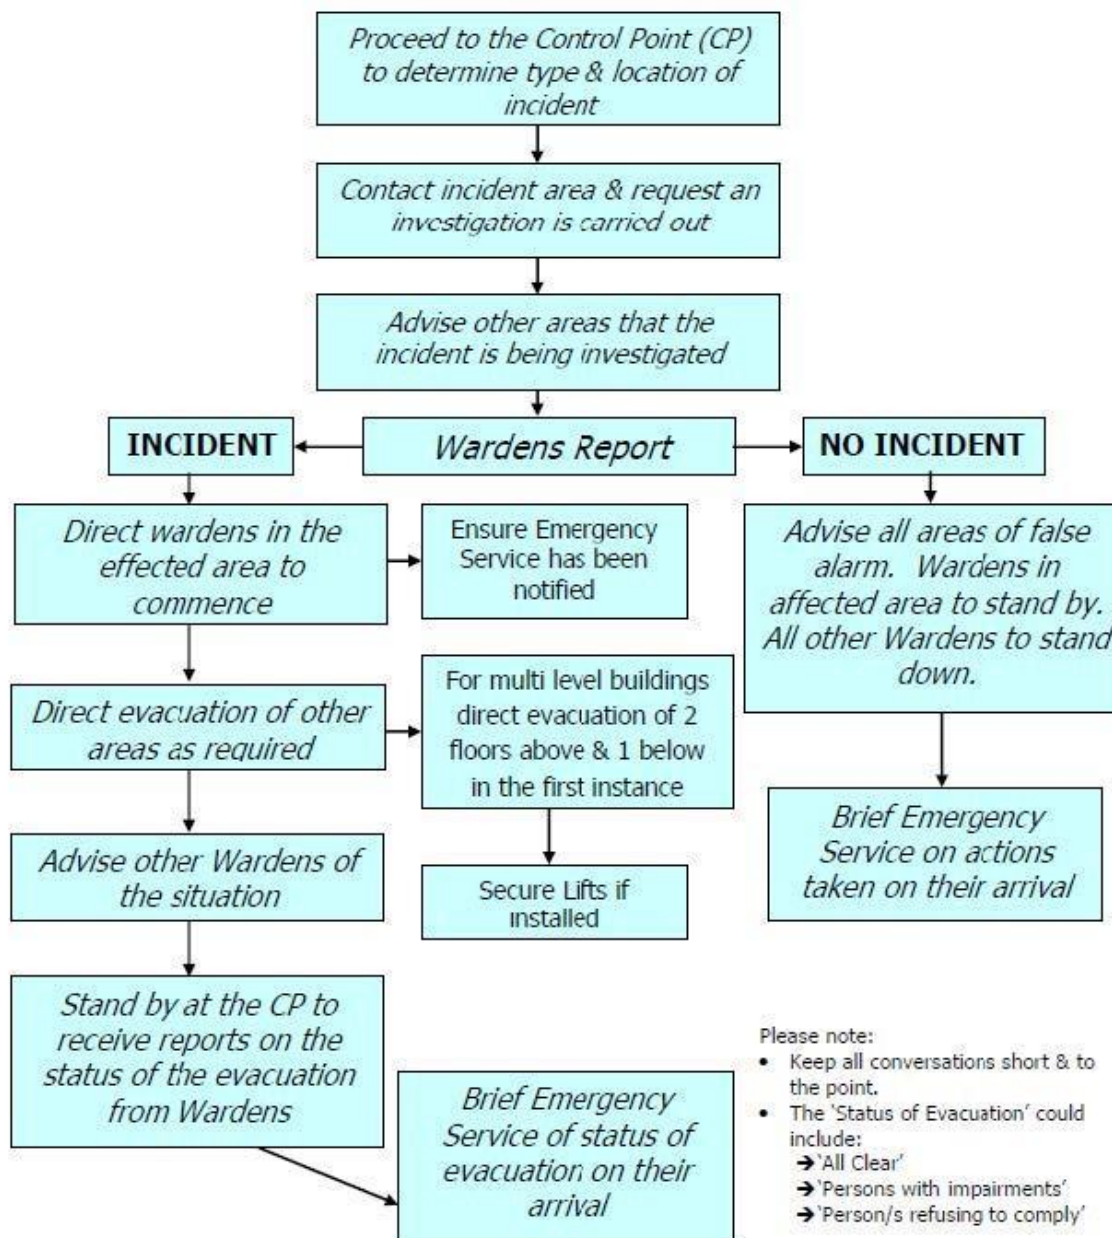 Proceed to the Control Point (CP)
to determine type & location of
incident
Contact incident area & request an
investigation is carried out
Advise other areas that the
incident is being investigated
INCIDENT
Wardens Report
NO INCIDENT
Direct wardens in the
effected area to
commence
Ensure Emergency
Service has been
notified
Advise all areas of false
alarm. Wardens in
affected area to stand by.
All other Wardens to stand
down.
Direct evacuation of other
areas as required
For multi level buildings
direct evacuation of 2
floors above & 1 below
in the first instance
Brief Emergency
Service on actions
taken on their arrival
Advise other Wardens of
the situation
Secure Lifts if
installed
Stand by at the CP to
receive reports on the
status of the evacuation
from Wardens
Brief Emergency
Service of status of
evacuation on their
arrival
Please note:
• Keep all conversations short & to
the point.
• The ‘Status of Evacuation’ could
include:
➔‘All Clear’
➔‘Persons with impairments’
➔‘Person/s refusing to comply’